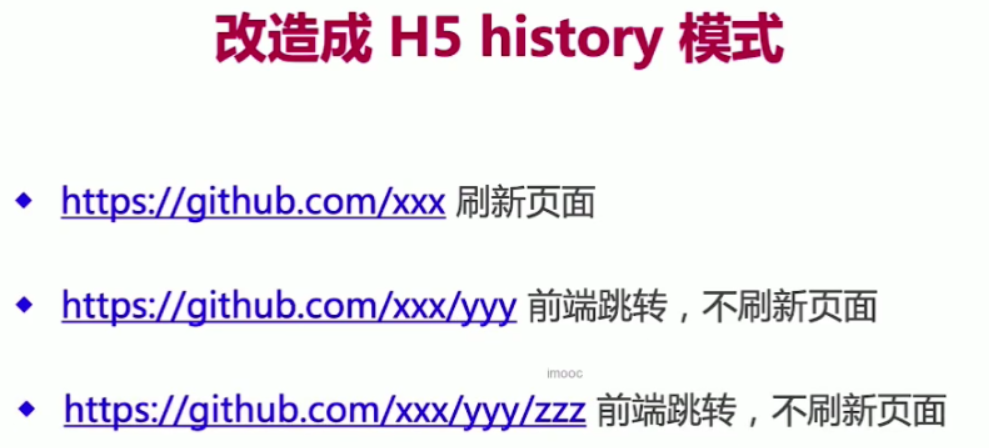 改造成 H5 history 模式
https://github.com/xxx 刷新页面
https://github.com/xxx/yyy 前端跳转，不刷新页面
imooc
https://github.com/xxx/yyy/zzz 前端跳转，不刷新页面